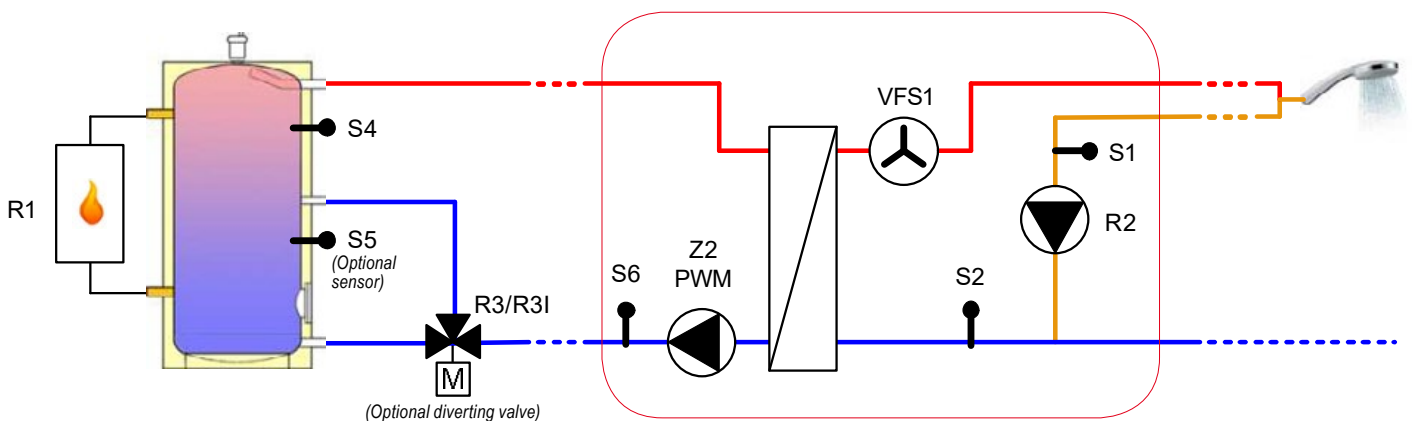 VFS1
S4
S1
R1
R2
S5
(Optional
sensor)
Z2
PWM
S6
S2
R3/R3I
M
(Optional diverting valve)